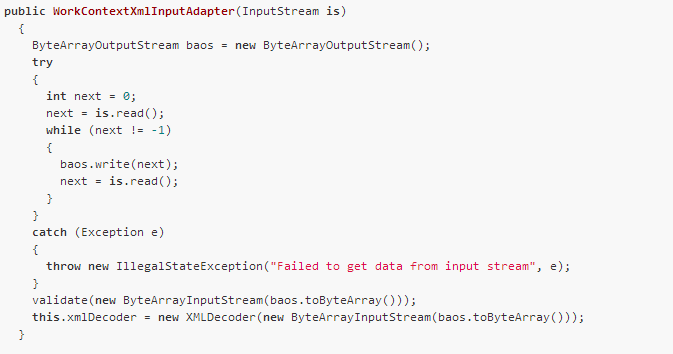 public WorkContextXmlInputAdapter(InputStream is)
{
ByteArrayOutputStream baos = new ByteArrayOutputStream();
try
{
int next = 0;
next = is.read();
while (next != -1)
{
baos.write(next);
next = is.read();
}
}
catch (Exception e)
{
throw new IllegalStateException("Failed to get data from input stream", e);
}
validate(new ByteArrayInputStream(baos.toByteArray()));
this.xmlDecoder = new XMLDecoder(new ByteArrayInputStream(baos.toByteArray()));
}